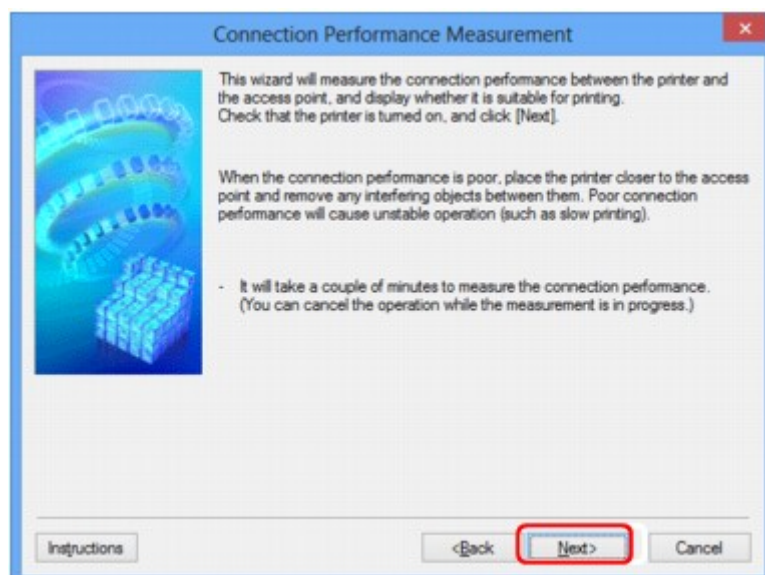 Connection Performance Measurement
This wizard will measure the connection performance between the printer and
the access point, and display whether it is suitable for printing.
Check that the printer is turned on, and click [Next].
When the connection performance is poor, place the printer closer to the access
point and remove any interfering objects between them. Poor connection
performance will cause unstable operation (such as slow printing).
- It will take a couple of minutes to measure the connection performance.
(You can cancel the operation while the measurement is in progress.)
Instructions <Back Next> Cancel